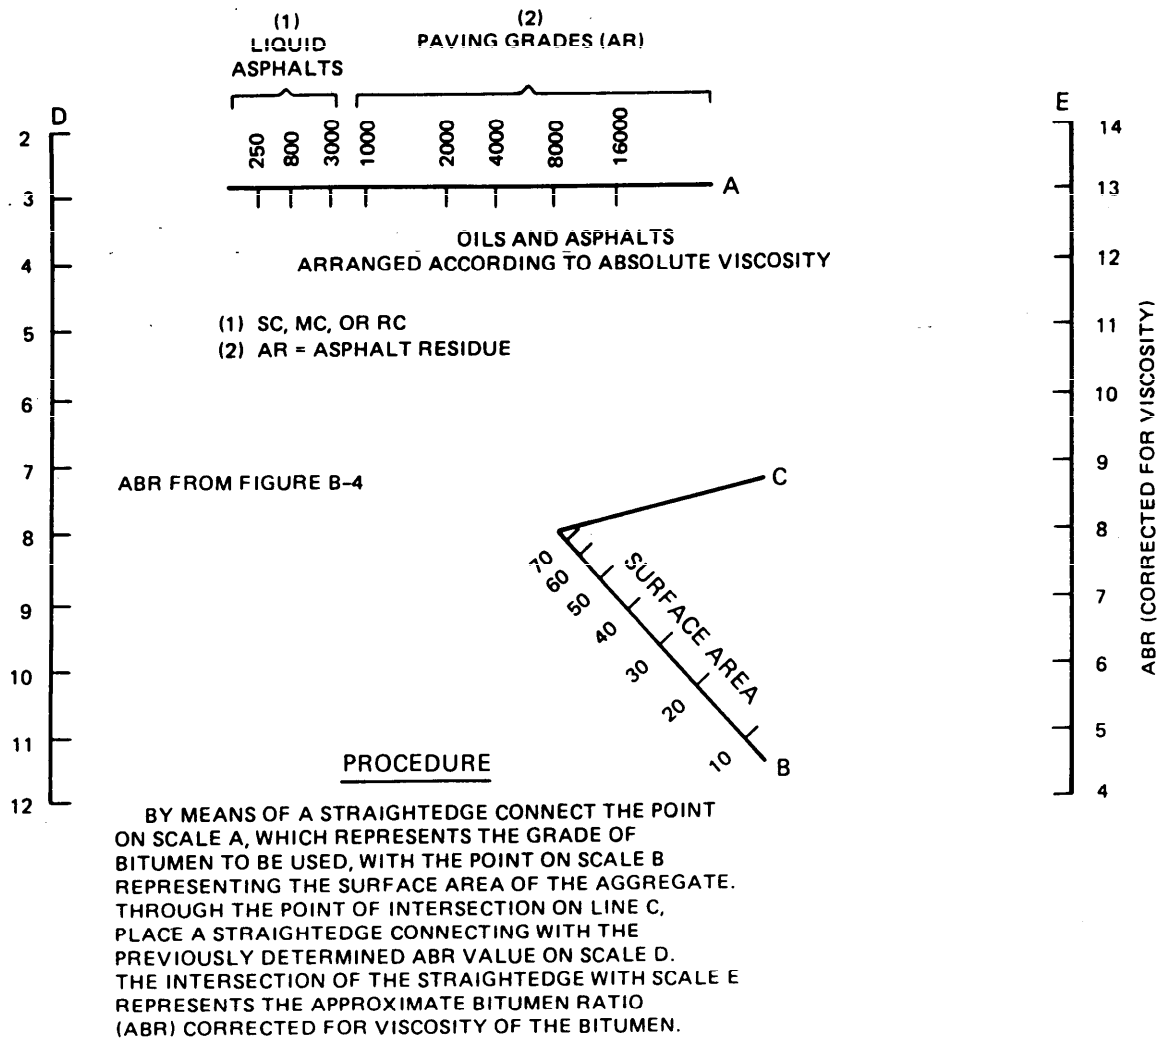 (1)
LIQUID
ASPHALTS
(2)
PAVING GRADES (AR)
D
E
250
800
3000
1000
2000
4000
8000
16000
A
2
3
4
5
6
7
8
9
10
11
12
14
13
12
11
10
9
8
7
6
5
4
ABR (CORRECTED FOR VISCOSITY)
OILS AND ASPHALTS
ARRANGED ACCORDING TO ABSOLUTE VISCOSITY
(1) SC, MC, OR RC
(2) AR = ASPHALT RESIDUE
ABR FROM FIGURE B-4
C
70
60
50
40
30
20
10
SURFACE AREA
B
PROCEDURE
BY MEANS OF A STRAIGHTEDGE CONNECT THE POINT
ON SCALE A, WHICH REPRESENTS THE GRADE OF
BITUMEN TO BE USED, WITH THE POINT ON SCALE B
REPRESENTING THE SURFACE AREA OF THE AGGREGATE.
THROUGH THE POINT OF INTERSECTION ON LINE C,
PLACE A STRAIGHTEDGE CONNECTING WITH THE
PREVIOUSLY DETERMINED ABR VALUE ON SCALE D.
THE INTERSECTION OF THE STRAIGHTEDGE WITH SCALE E
REPRESENTS THE APPROXIMATE BITUMEN RATIO
(ABR) CORRECTED FOR VISCOSITY OF THE BITUMEN.